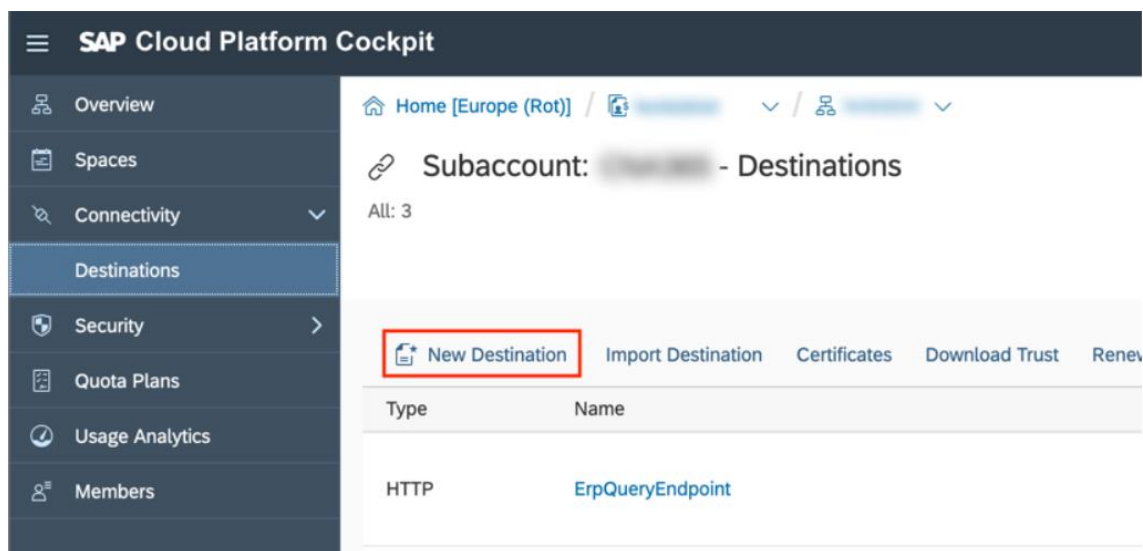 SAP Cloud Platform Cockpit
Overview
Spaces
Connectivity
Destinations
Security
Quota Plans
Usage Analytics
Members
Home [Europe (Rot)] / /
Subaccount: - Destinations
All: 3
New Destination Import Destination Certificates Download Trust
Type Name
HTTP ErpQueryEndpoint